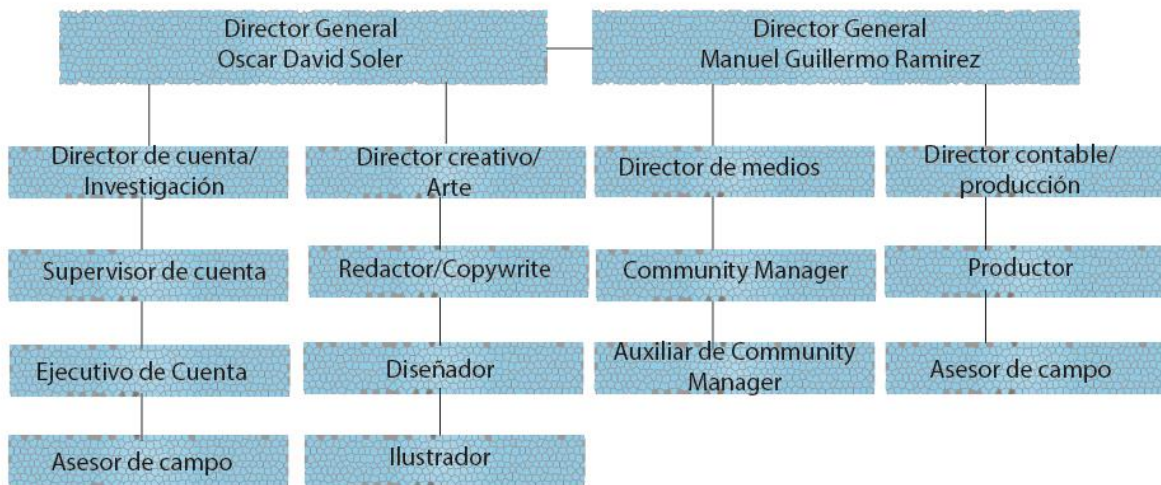 Director General
Oscar David Soler
Director General
Manuel Guillermo Ramirez
Director de cuenta/
Investigación
Director creativo/
Arte
Director de medios
Director contable/
producción
Supervisor de cuenta
Redactor/Copywrite
Community Manager
Productor
Ejecutivo de Cuenta
Diseñador
Auxiliar de Community
Manager
Asesor de campo
Asesor de campo
Ilustrador